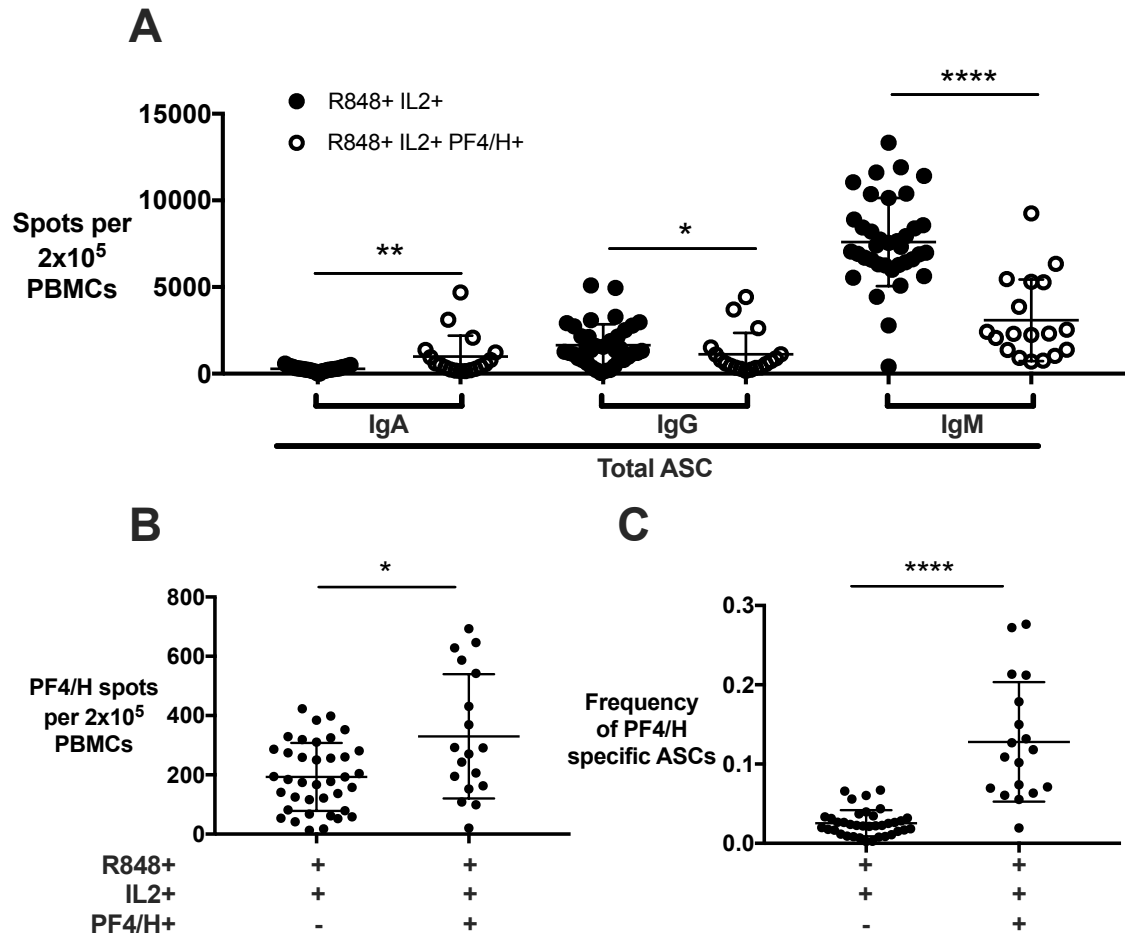 A
****
15000
R848+ IL2+
R848+ IL2+ PF4/H+
10000
Spots per
2x10⁵
PBMCs
**
*
5000
0
IgA
IgG
IgM
Total ASC
B
*
800
600
PF4/H spots
per 2x10⁵
PBMCs
400
200
0
R848+ + +
IL2+ + +
PF4/H+ - +
C
****
0.3
0.2
Frequency
of PF4/H
specific ASCs
0.1
0.0
+ +
+ +
- +